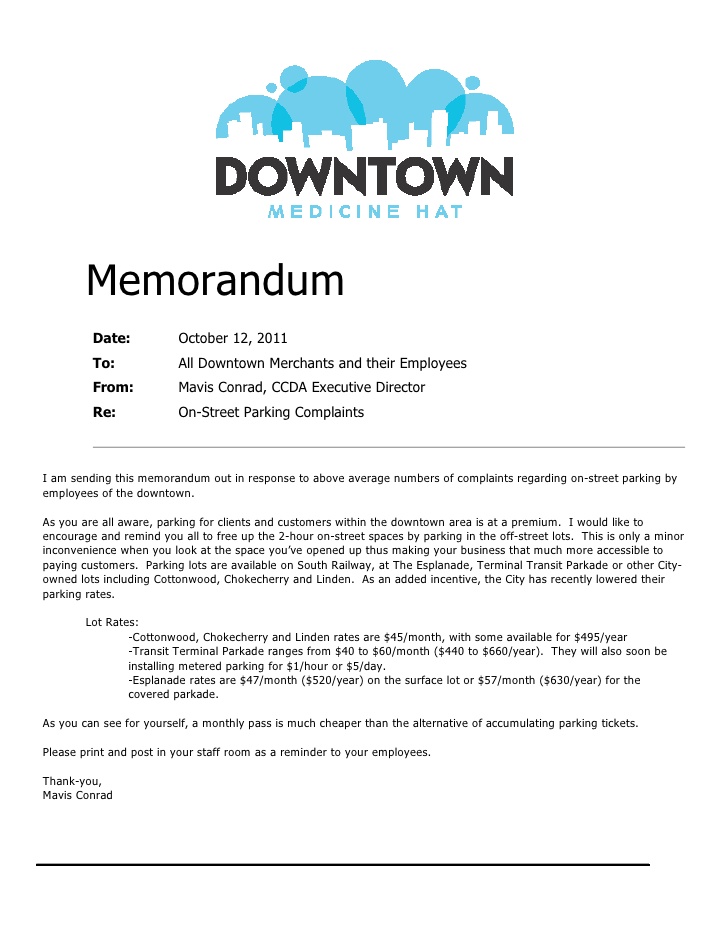 DOWNTOWN
MEDICINE HAT
Memorandum
Date: October 12, 2011
To: All Downtown Merchants and their Employees
From: Mavis Conrad, CCDA Executive Director
Re: On-Street Parking Complaints
I am sending this memorandum out in response to above average numbers of complaints regarding on-street parking by
employees of the downtown.
As you are all aware, parking for clients and customers within the downtown area is at a premium.  I would like to
encourage and remind you all to free up the 2-hour on-street spaces by parking in the off-street lots.  This is only a minor
inconvenience when you look at the space you’ve opened up thus making your business that much more accessible to
paying customers.  Parking lots are available on South Railway, at The Esplanade, Terminal Transit Parkade or other City-
owned lots including Cottonwood, Chokecherry and Linden.  As an added incentive, the City has recently lowered their
parking rates.
Lot Rates:
-Cottonwood, Chokecherry and Linden rates are $45/month, with some available for $495/year
-Transit Terminal Parkade ranges from $40 to $60/month ($440 to $660/year).  They will also soon be
installing metered parking for $1/hour or $5/day.
-Esplanade rates are $47/month ($520/year) on the surface lot or $57/month ($630/year) for the
covered parkade.
As you can see for yourself, a monthly pass is much cheaper than the alternative of accumulating parking tickets.
Please print and post in your staff room as a reminder to your employees.
Thank-you,
Mavis Conrad